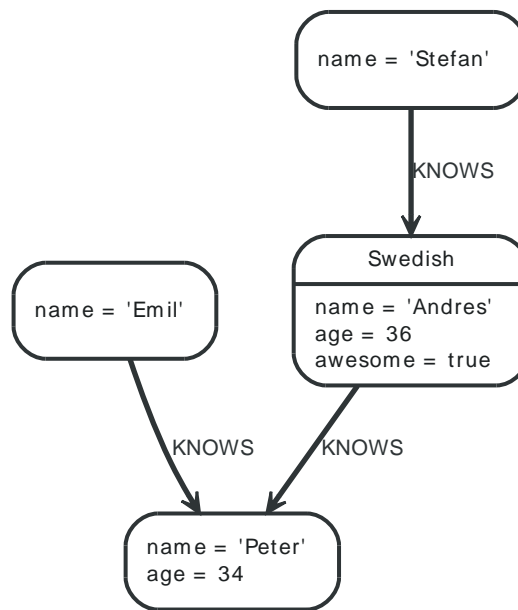 name = 'Stefan'
KNOWS
Swedish
name = 'Andres'
age = 36
awesome = true
name = 'Emil'
KNOWS
KNOWS
name = 'Peter'
age = 34